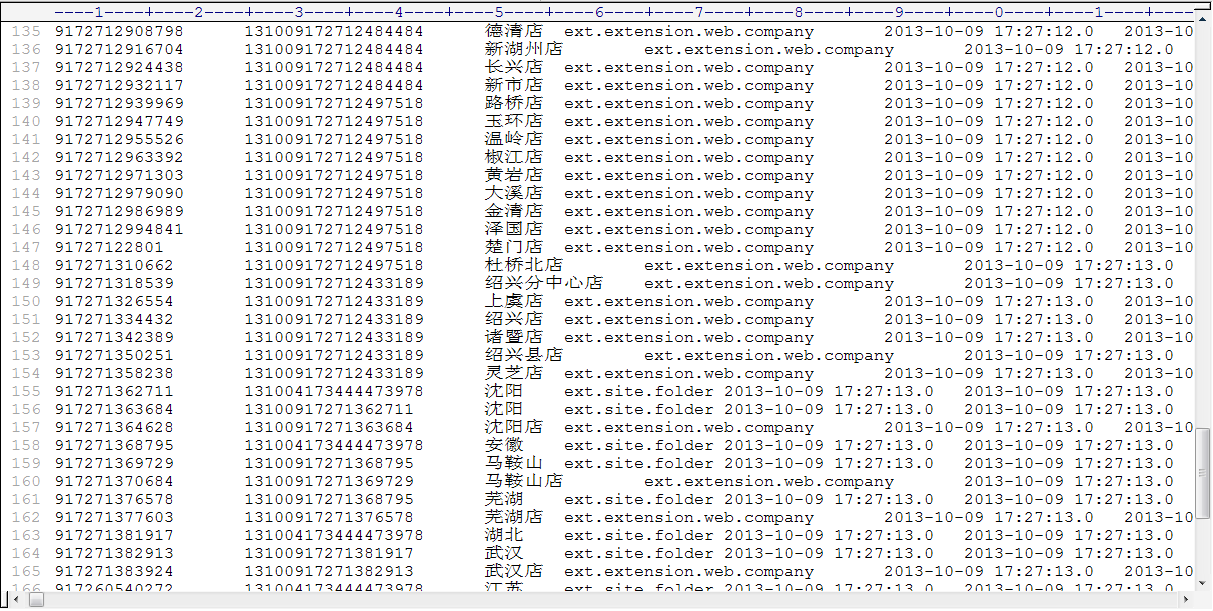 ----1----+----2----+----3----+----4----+----5----+----6----+----7----+----8----+----9----+----0----+----1----+----
135 9172712908798 131009172712484484 德清店 ext.extension.web.company 2013-10-09 17:27:12.0 2013-10
136 9172712916704 131009172712484484 新湖州店 ext.extension.web.company 2013-10-09 17:27:12.0
137 9172712924438 131009172712484484 长兴店 ext.extension.web.company 2013-10-09 17:27:12.0 2013-10
138 9172712932117 131009172712484484 新市店 ext.extension.web.company 2013-10-09 17:27:12.0 2013-10
139 9172712939969 131009172712497518 路桥店 ext.extension.web.company 2013-10-09 17:27:12.0 2013-10
140 9172712947749 131009172712497518 玉环店 ext.extension.web.company 2013-10-09 17:27:12.0 2013-10
141 9172712955526 131009172712497518 温岭店 ext.extension.web.company 2013-10-09 17:27:12.0 2013-10
142 9172712963392 131009172712497518 椒江店 ext.extension.web.company 2013-10-09 17:27:12.0 2013-10
143 9172712971303 131009172712497518 黄岩店 ext.extension.web.company 2013-10-09 17:27:12.0 2013-10
144 9172712979090 131009172712497518 大溪店 ext.extension.web.company 2013-10-09 17:27:12.0 2013-10
145 9172712986989 131009172712497518 金清店 ext.extension.web.company 2013-10-09 17:27:12.0 2013-10
146 9172712994841 131009172712497518 泽国店 ext.extension.web.company 2013-10-09 17:27:12.0 2013-10
147 91727122801 131009172712497518 楚门店 ext.extension.web.company 2013-10-09 17:27:12.0 2013-10
148 917271310662 131009172712497518 杜桥北店 ext.extension.web.company 2013-10-09 17:27:13.0
149 917271318539 131009172712433189 绍兴分中心店 ext.extension.web.company 2013-10-09 17:27:13.0
150 917271326554 131009172712433189 上虞店 ext.extension.web.company 2013-10-09 17:27:13.0 2013-10
151 917271334432 131009172712433189 绍兴店 ext.extension.web.company 2013-10-09 17:27:13.0 2013-10
152 917271342389 131009172712433189 诸暨店 ext.extension.web.company 2013-10-09 17:27:13.0 2013-10
153 917271350251 131009172712433189 绍兴县店 ext.extension.web.company 2013-10-09 17:27:13.0
154 917271358238 131009172712433189 灵芝店 ext.extension.web.company 2013-10-09 17:27:13.0 2013-10
155 917271362711 131004173444473978 沈阳 ext.site.folder 2013-10-09 17:27:13.0 2013-10-09 17:27:13.0
156 917271363684 13100917271362711 沈阳 ext.site.folder 2013-10-09 17:27:13.0 2013-10-09 17:27:13.0
157 917271364628 13100917271363684 沈阳店 ext.extension.web.company 2013-10-09 17:27:13.0 2013-10
158 917271368795 131004173444473978 安徽 ext.site.folder 2013-10-09 17:27:13.0 2013-10-09 17:27:13.0
159 917271369729 13100917271368795 马鞍山 ext.site.folder 2013-10-09 17:27:13.0 2013-10-09 17:27:13.0
160 917271370684 13100917271369729 马鞍山店 ext.extension.web.company 2013-10-09 17:27:13.0
161 917271376578 13100917271368795 芜湖 ext.site.folder 2013-10-09 17:27:13.0 2013-10-09 17:27:13.0
162 917271377603 13100917271376578 芜湖店 ext.extension.web.company 2013-10-09 17:27:13.0 2013-10
163 917271381917 131004173444473978 湖北 ext.site.folder 2013-10-09 17:27:13.0 2013-10-09 17:27:13.0
164 917271382913 13100917271381917 武汉 ext.site.folder 2013-10-09 17:27:13.0 2013-10-09 17:27:13.0
165 917271383924 13100917271382913 武汉店 ext.extension.web.company 2013-10-09 17:27:13.0 2013-10
166 917260540272 131004173444473978 江苏 ext.site.folder 2013-10-09 17:27:13.0 2013-10-09 17:27:13.0